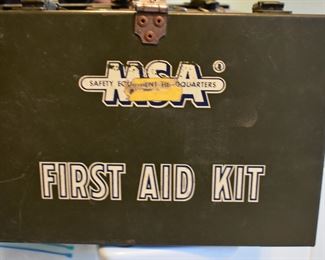 MSA ®
SAFETY EQUIPMENT HEADQUARTERS
FIRST AID KIT